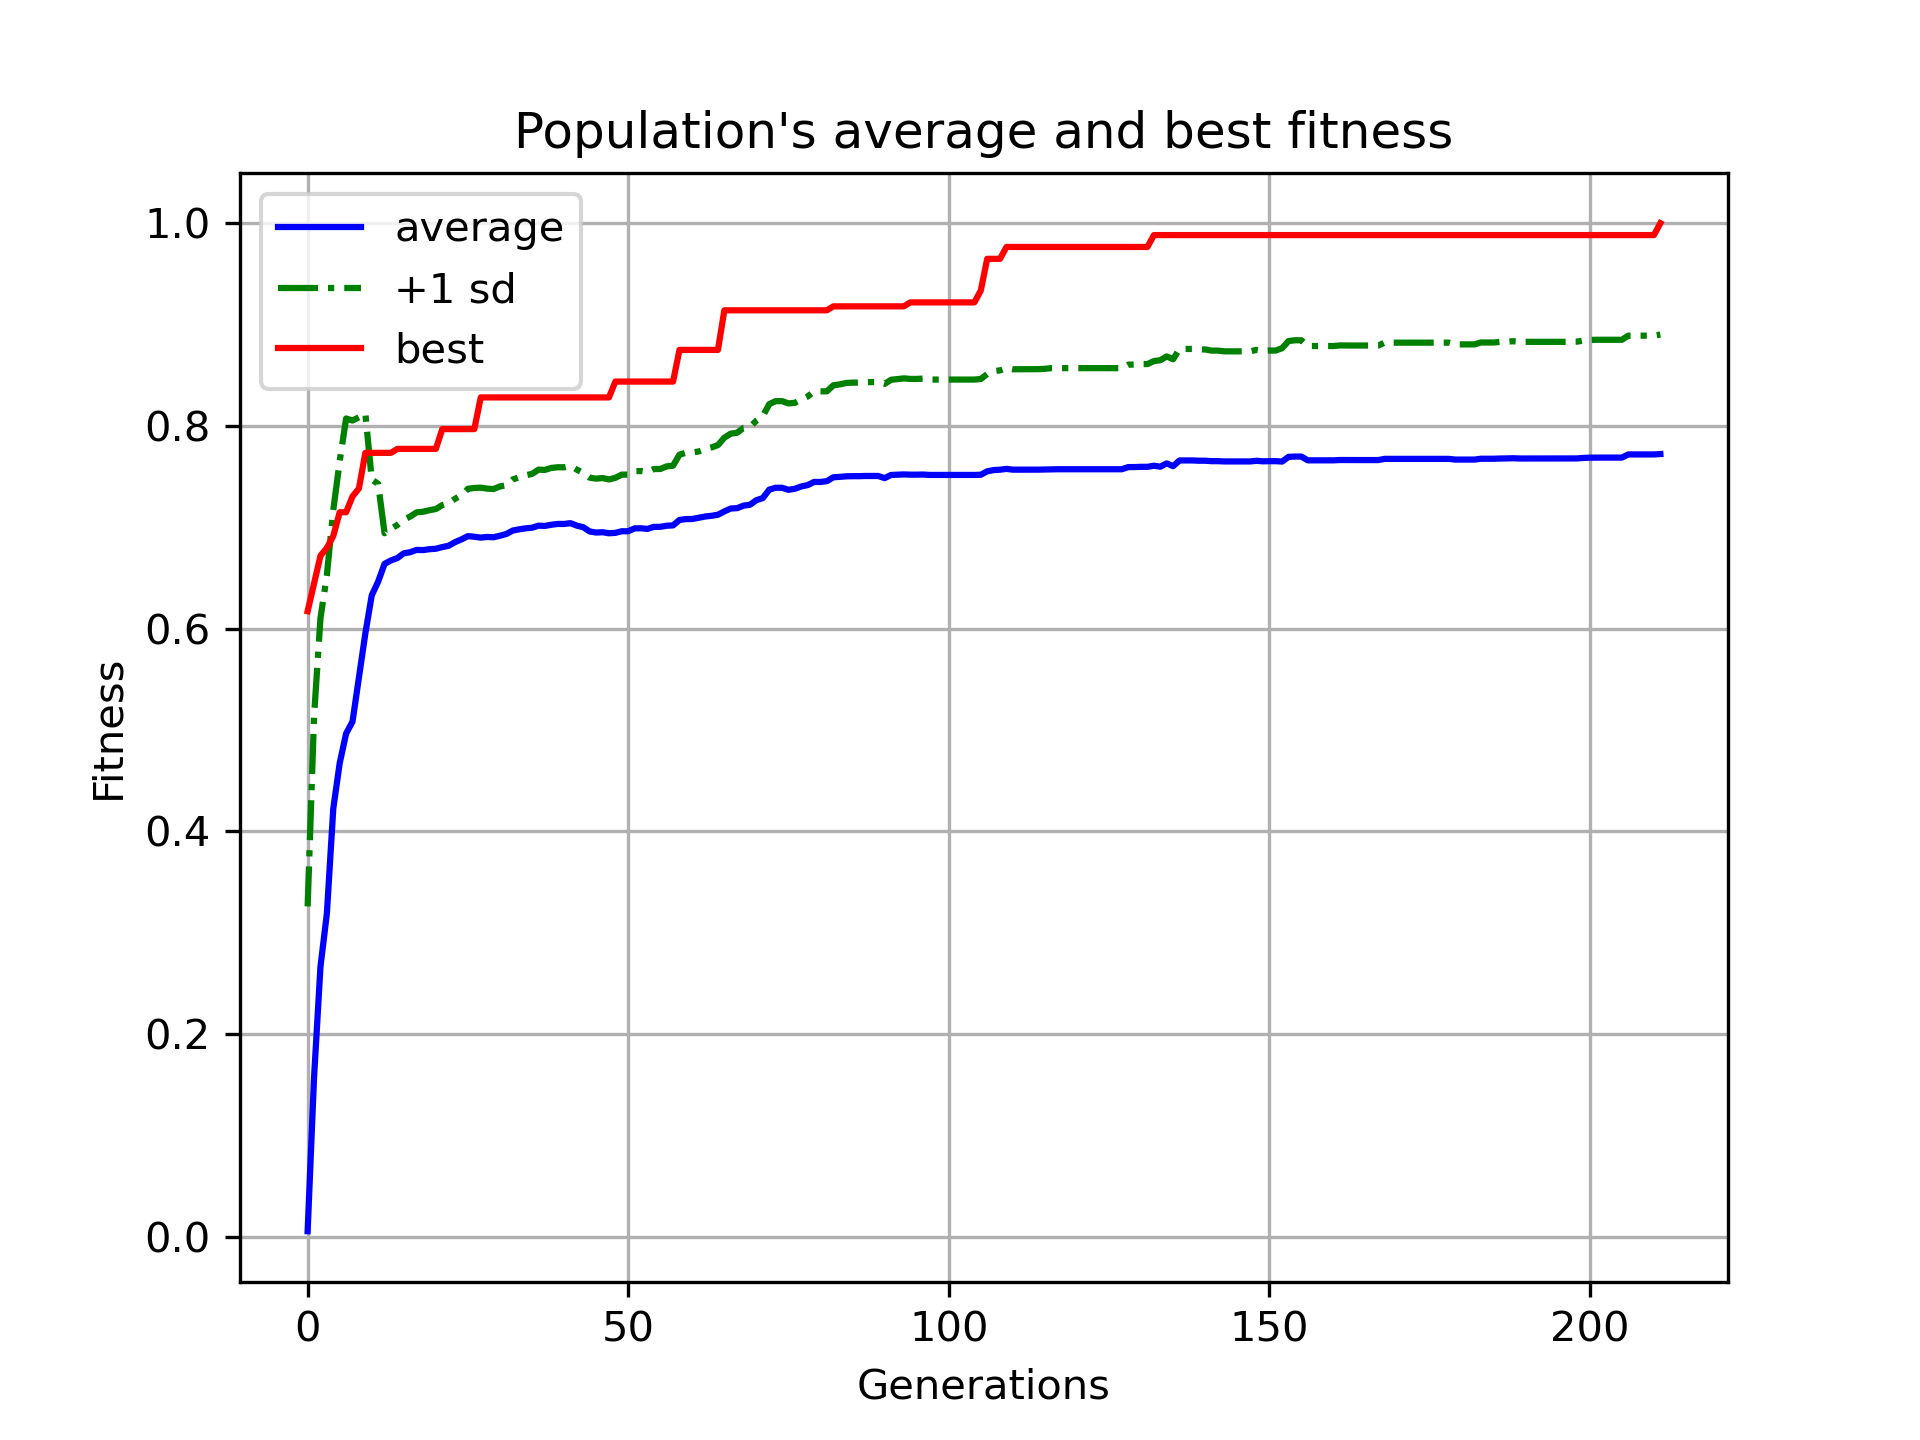 Population's average and best fitness
average
+1 sd
best
1.0
0.8
0.6
0.4
0.2
0.0
Fitness
0 50 100 150 200
Generations